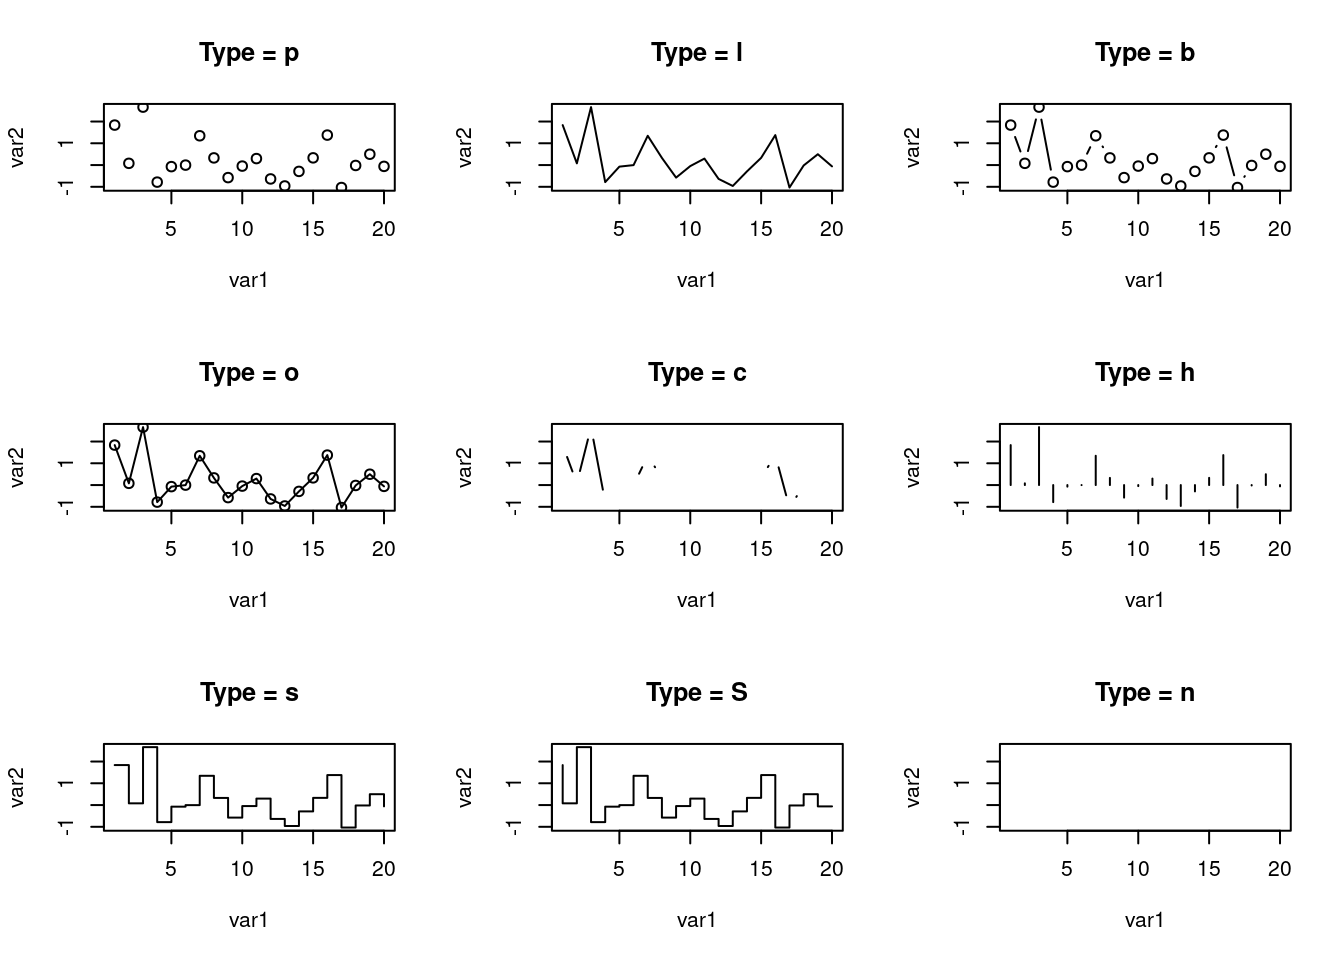 Type = p
var2
1
-1
5 10 15 20
var1
Type = l
var2
1
-1
5 10 15 20
var1
Type = b
var2
1
-1
5 10 15 20
var1
Type = o
var2
1
-1
5 10 15 20
var1
Type = c
var2
1
-1
5 10 15 20
var1
Type = h
var2
1
-1
5 10 15 20
var1
Type = s
var2
1
-1
5 10 15 20
var1
Type = S
var2
1
-1
5 10 15 20
var1
Type = n
var2
1
-1
5 10 15 20
var1